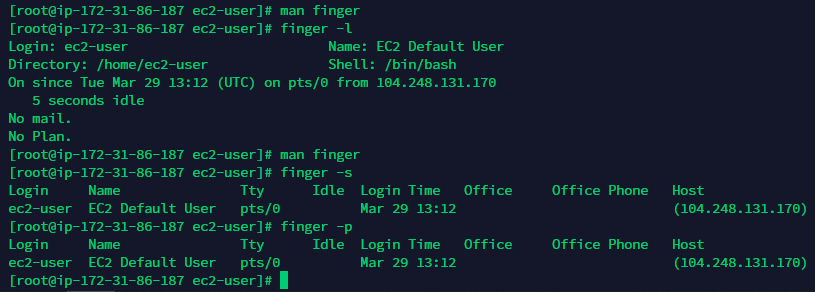 [root@ip-172-31-86-187 ec2-user]# man finger
[root@ip-172-31-86-187 ec2-user]# finger -l
Login: ec2-user                         Name: EC2 Default User
Directory: /home/ec2-user               Shell: /bin/bash
On since Tue Mar 29 13:12 (UTC) on pts/0 from 104.248.131.170
   5 seconds idle
No mail.
No Plan.
[root@ip-172-31-86-187 ec2-user]# man finger
[root@ip-172-31-86-187 ec2-user]# finger -s
Login     Name               Tty      Idle  Login Time   Office     Office Phone   Host
ec2-user  EC2 Default User   pts/0          Mar 29 13:12                           (104.248.131.170)
[root@ip-172-31-86-187 ec2-user]# finger -p
Login     Name               Tty      Idle  Login Time   Office     Office Phone   Host
ec2-user  EC2 Default User   pts/0          Mar 29 13:12                           (104.248.131.170)
[root@ip-172-31-86-187 ec2-user]#